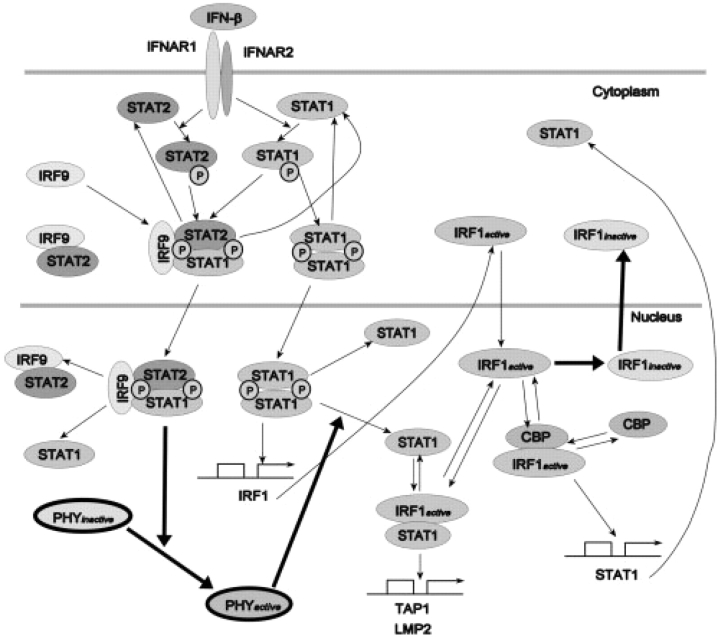 IFN-β
IFNAR1
IFNAR2
Cytoplasm
STAT2
STAT1
STAT1
STAT2
P
STAT1
P
IRF9
IRF9
STAT2
IRF9
STAT2
P
P
STAT1
STAT1
P
P
STAT1
IRF1active
IRF1inactive
Nucleus
STAT1
IRF9
STAT2
IRF9
STAT2
P
P
STAT1
STAT1
P
P
STAT1
IRF1active
IRF1inactive
STAT1
STAT1
CBP
IRF1active
CBP
IRF1
PHYinactive
IRF1active
STAT1
STAT1
PHYactive
TAP1
LMP2